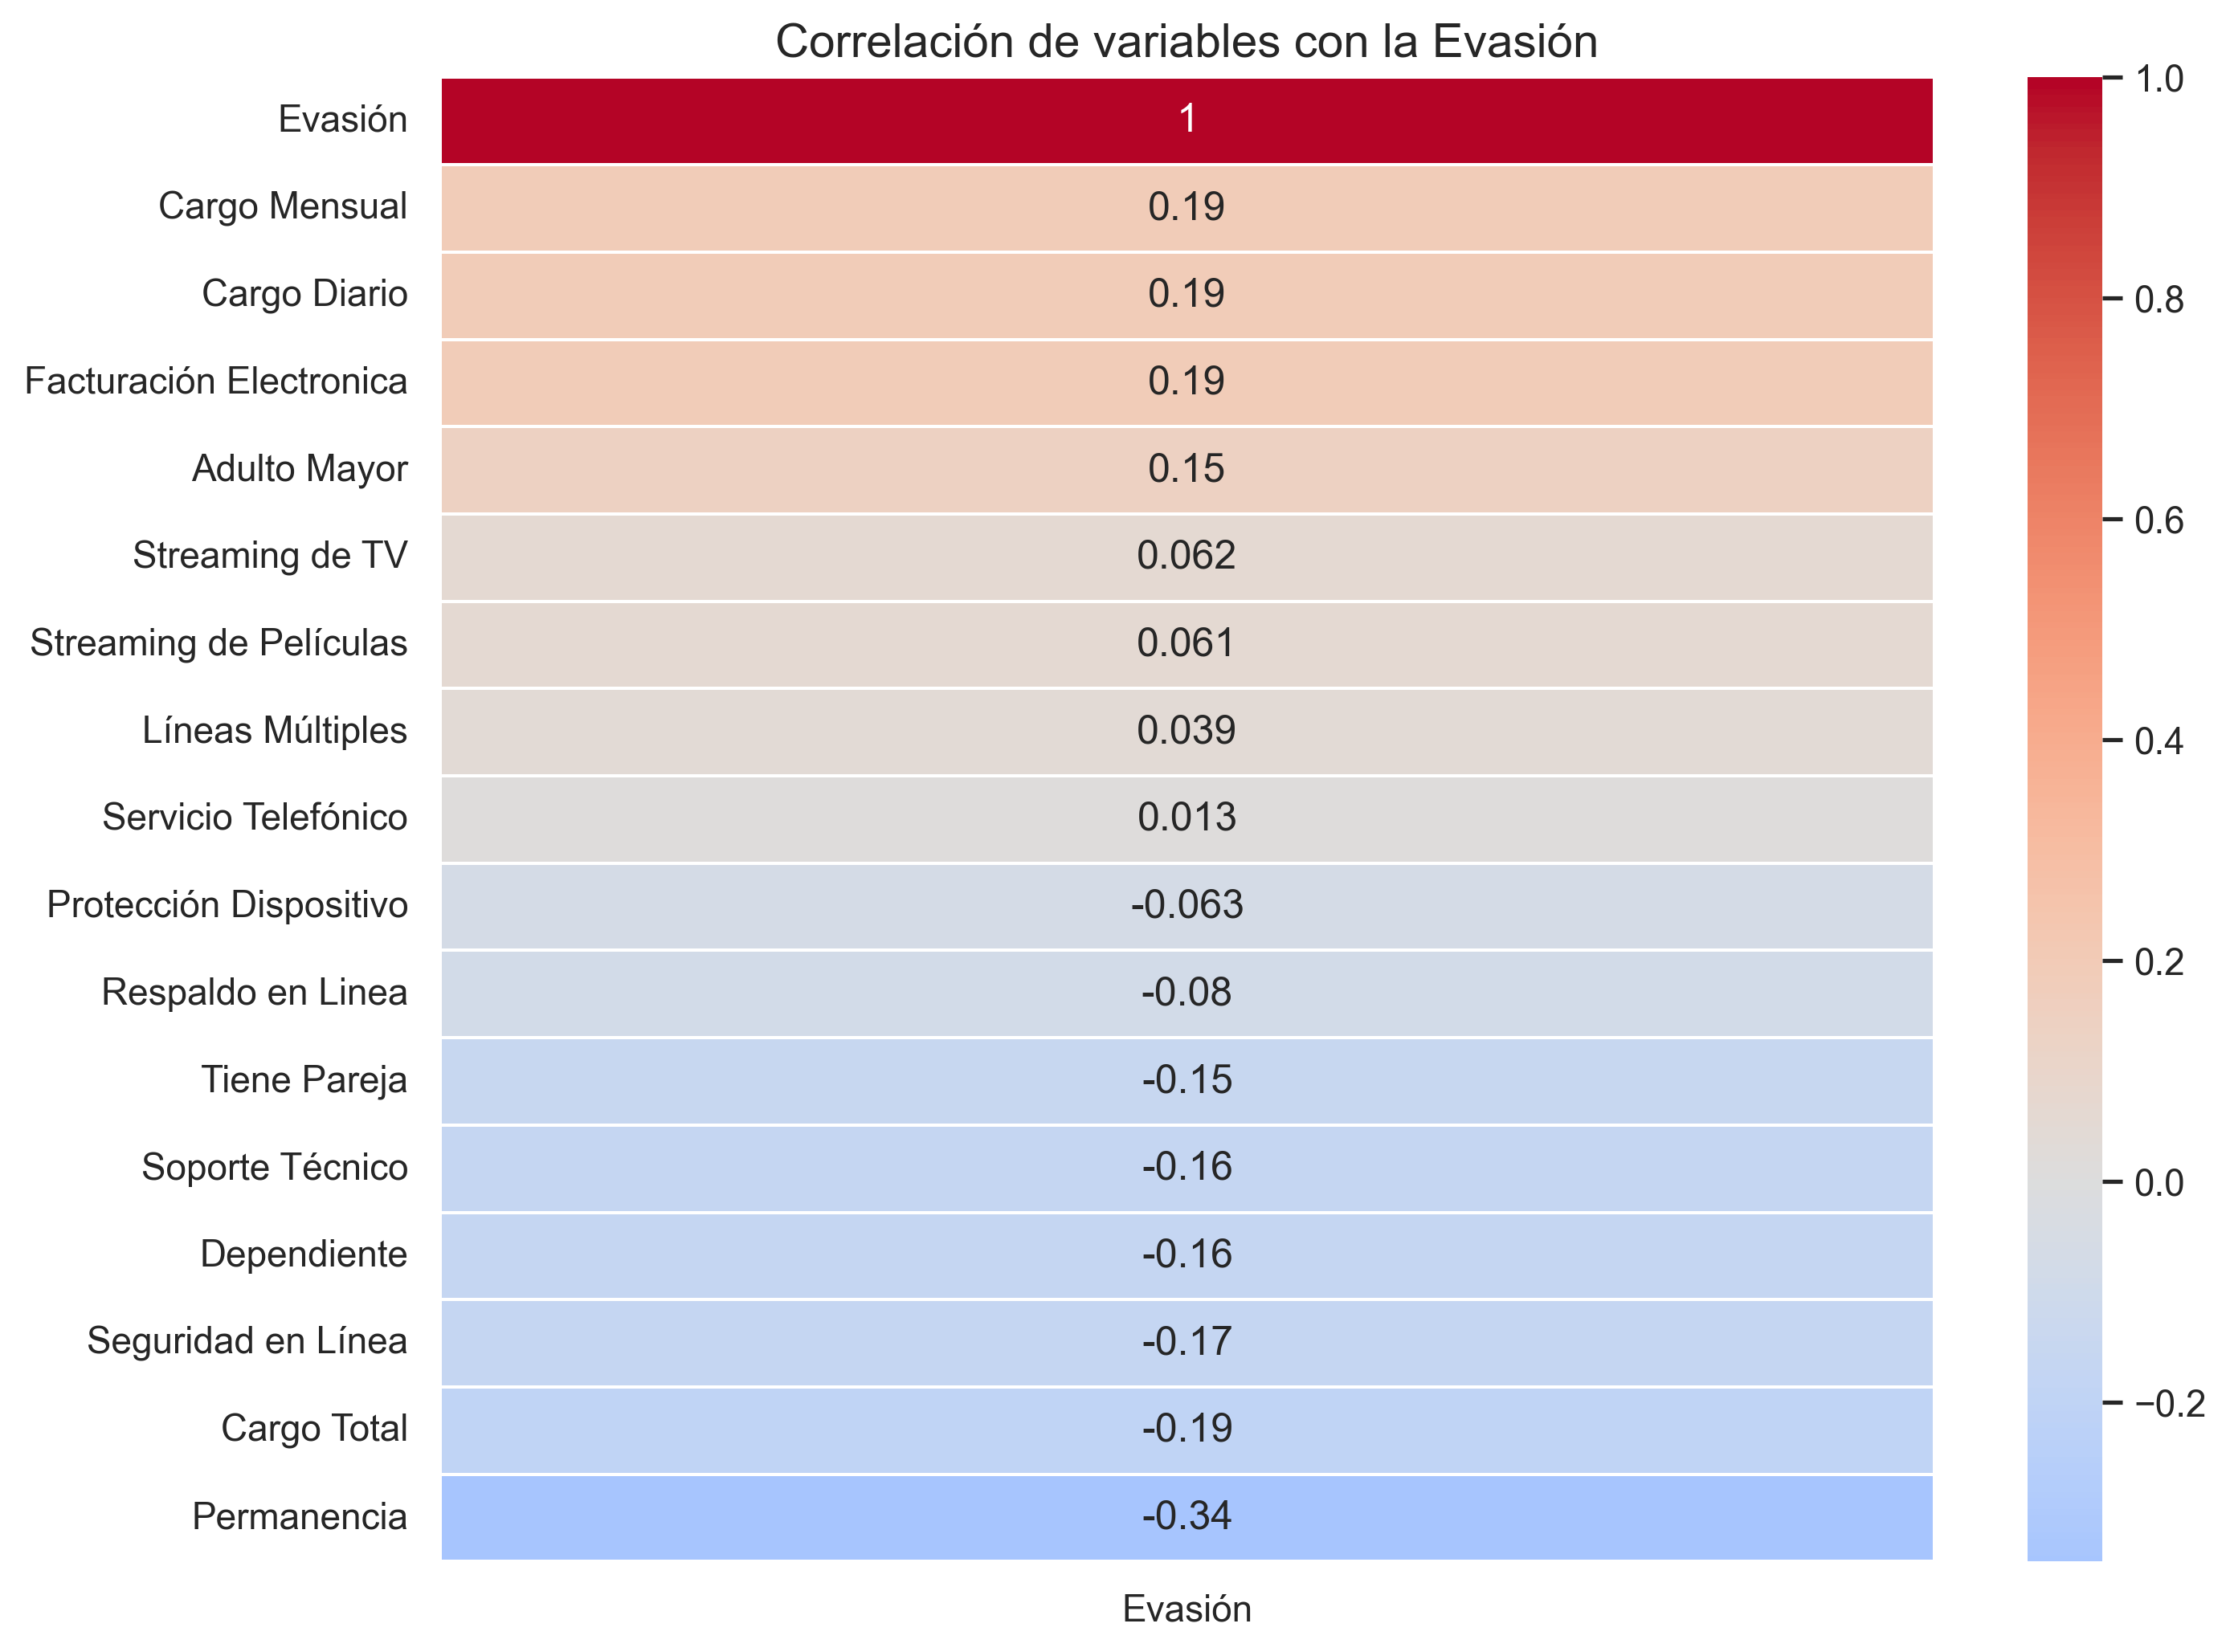 Correlación de variables con la Evasión
Evasión 1
Cargo Mensual 0.19
Cargo Diario 0.19
Facturación Electronica 0.19
Adulto Mayor 0.15
Streaming de TV 0.062
Streaming de Películas 0.061
Líneas Múltiples 0.039
Servicio Telefónico 0.013
Protección Dispositivo -0.063
Respaldo en Linea -0.08
Tiene Pareja -0.15
Soporte Técnico -0.16
Dependiente -0.16
Seguridad en Línea -0.17
Cargo Total -0.19
Permanencia -0.34
Evasión
1.0
0.8
0.6
0.4
0.2
0.0
−0.2